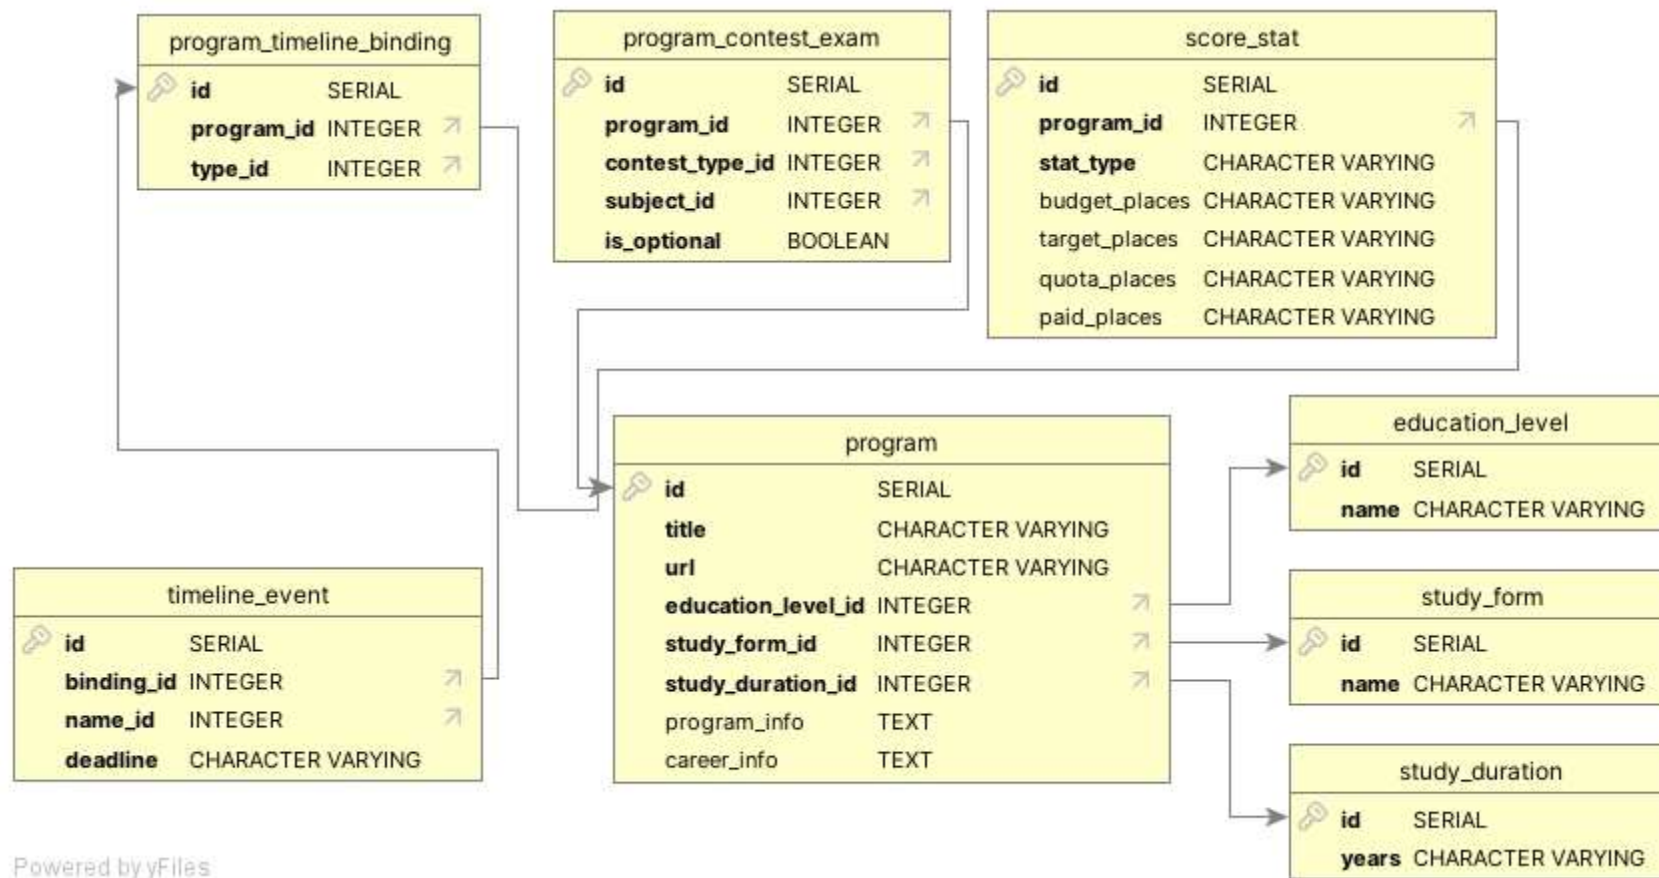 program_timeline_binding
id SERIAL
program_id INTEGER
type_id INTEGER
program_contest_exam
id SERIAL
program_id INTEGER
contest_type_id INTEGER
subject_id INTEGER
is_optional BOOLEAN
score_stat
id SERIAL
program_id INTEGER
stat_type CHARACTER VARYING
budget_places CHARACTER VARYING
target_places CHARACTER VARYING
quota_places CHARACTER VARYING
paid_places CHARACTER VARYING
program
id SERIAL
title CHARACTER VARYING
url CHARACTER VARYING
education_level_id INTEGER
study_form_id INTEGER
study_duration_id INTEGER
program_info TEXT
career_info TEXT
education_level
id SERIAL
name CHARACTER VARYING
study_form
id SERIAL
name CHARACTER VARYING
study_duration
id SERIAL
years CHARACTER VARYING
timeline_event
id SERIAL
binding_id INTEGER
name_id INTEGER
deadline CHARACTER VARYING
Powered by yFiles